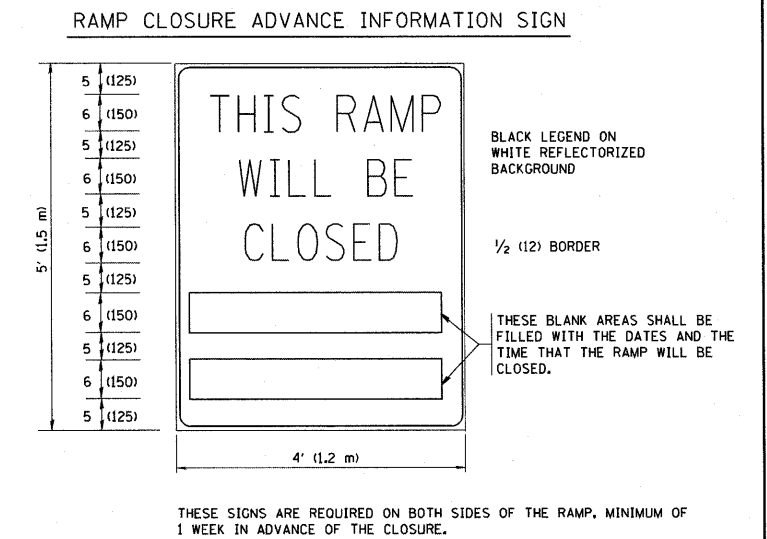 RAMP CLOSURE ADVANCE INFORMATION SIGN
5 (125)
6 (150)
5 (125)
6 (150)
5 (125)
6 (150)
5 (125)
6 (150)
5 (125)
6 (150)
5 (125)
5' (1.5 m)
THIS RAMP
WILL BE
CLOSED
BLACK LEGEND ON
WHITE REFLECTORIZED
BACKGROUND
1/2 (12) BORDER
THESE BLANK AREAS SHALL BE
FILLED WITH THE DATES AND THE
TIME THAT THE RAMP WILL BE
CLOSED.
4' (1.2 m)
THESE SIGNS ARE REQUIRED ON BOTH SIDES OF THE RAMP, MINIMUM OF
1 WEEK IN ADVANCE OF THE CLOSURE.